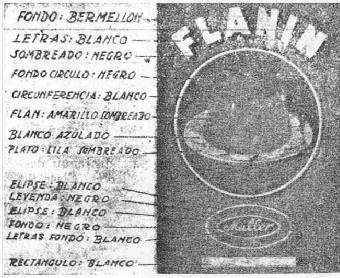 FONDO: BERMELLON
LETRAS: BLANCO
SOMBREADO: NEGRO
FONDO CIRCULO: NEGRO
CIRCUNFERENCIA: BLANCO
FLAN: AMARILLO SOMBREADO
BLANCO AZULADO
PLATO: LILA SOMBREADO
ELIPSE: BLANCO
LEYENDA: NEGRO
ELIPSE: BLANCO
FONDO: NEGRO
LETRAS FONDO: BLANCO
RECTANGULO: BLANCO
FLANIN
Müller